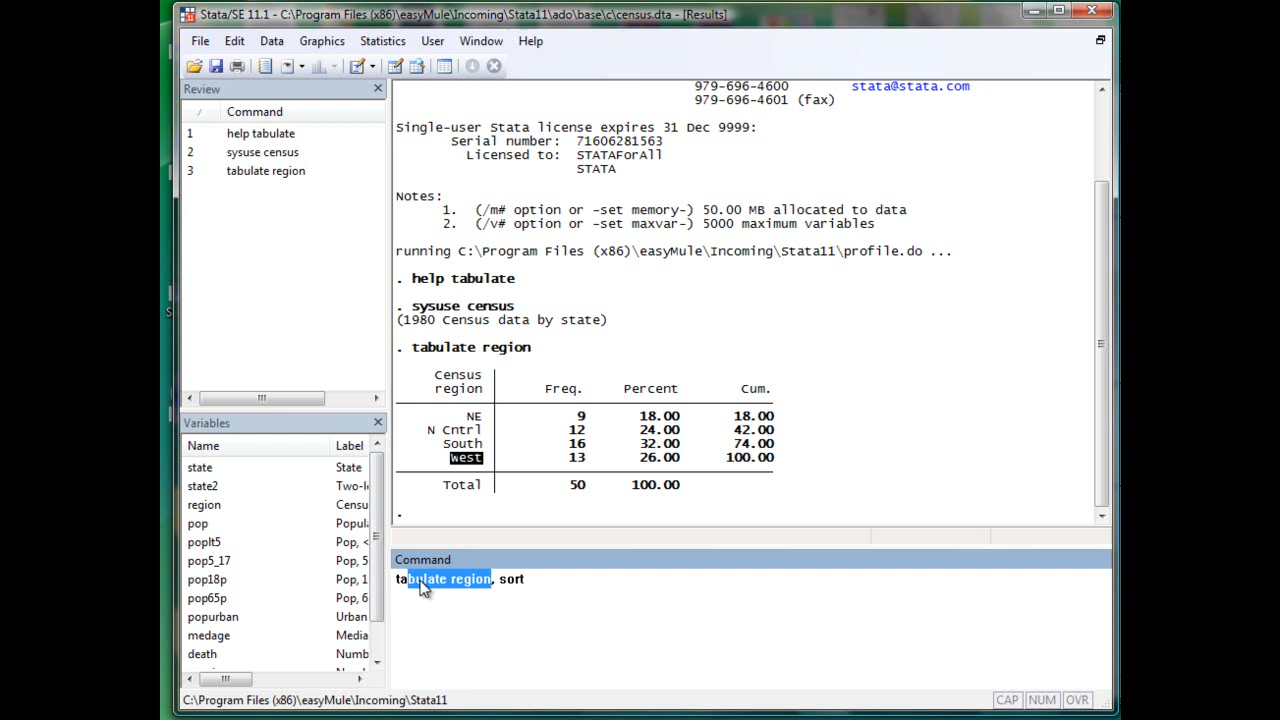 Stata/SE 11.1 - C:\Program Files (x86)\easyMule\Incoming\Stata11\ado\base\c\census.dta - [Results]
File Edit Data Graphics Statistics User Window Help
Review
Command
1 help tabulate
2 sysuse census
3 tabulate region
Variables
Name Label
state State
state2 Two-l
region Censu
pop Popula
poplt5 Pop, <
pop5_17 Pop, 5
pop18p Pop, 1
pop65p Pop, 6
popurban Urban
medage Media
death Numb
979-696-4600 stata@stata.com
979-696-4601 (fax)
Single-user Stata license expires 31 Dec 9999:
Serial number: 71606281563
Licensed to: STATAForAll
STATA
Notes:
1. (/m# option or -set memory-) 50.00 MB allocated to data
2. (/v# option or -set maxvar-) 5000 maximum variables
running C:\Program Files (x86)\easyMule\Incoming\Stata11\profile.do ...
. help tabulate
. sysuse census
(1980 Census data by state)
. tabulate region
Census
region Freq. Percent Cum.
NE 9 18.00 18.00
N Cntrl 12 24.00 42.00
South 16 32.00 74.00
West 13 26.00 100.00
Total 50 100.00
.
Command
tabulate region, sort
C:\Program Files (x86)\easyMule\Incoming\Stata11
CAP NUM OVR